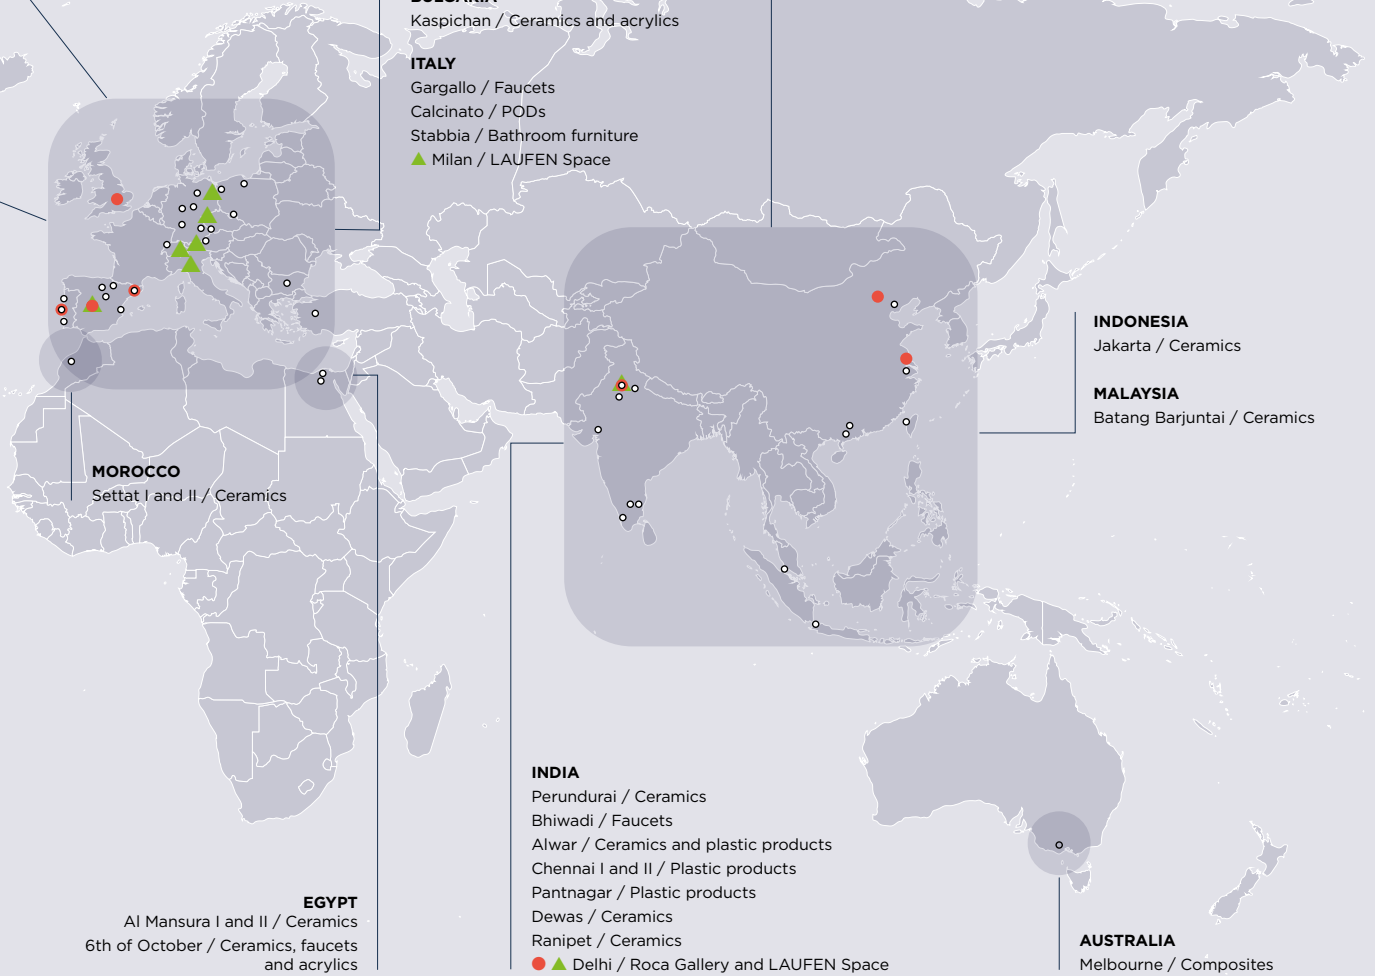 BULGARIA
Kaspichan / Ceramics and acrylics
ITALY
Gargallo / Faucets
Calcinato / PODs
Stabbia / Bathroom furniture
Milan / LAUFEN Space
INDONESIA
Jakarta / Ceramics
MALAYSIA
Batang Barjuntai / Ceramics
MOROCCO
Settat I and II / Ceramics
INDIA
Perundurai / Ceramics
Bhiwadi / Faucets
Alwar / Ceramics and plastic products
Chennai I and II / Plastic products
Pantnagar / Plastic products
Dewas / Ceramics
Ranipet / Ceramics
Delhi / Roca Gallery and LAUFEN Space
EGYPT
Al Mansura I and II / Ceramics
6th of October / Ceramics, faucets
and acrylics
AUSTRALIA
Melbourne / Composites